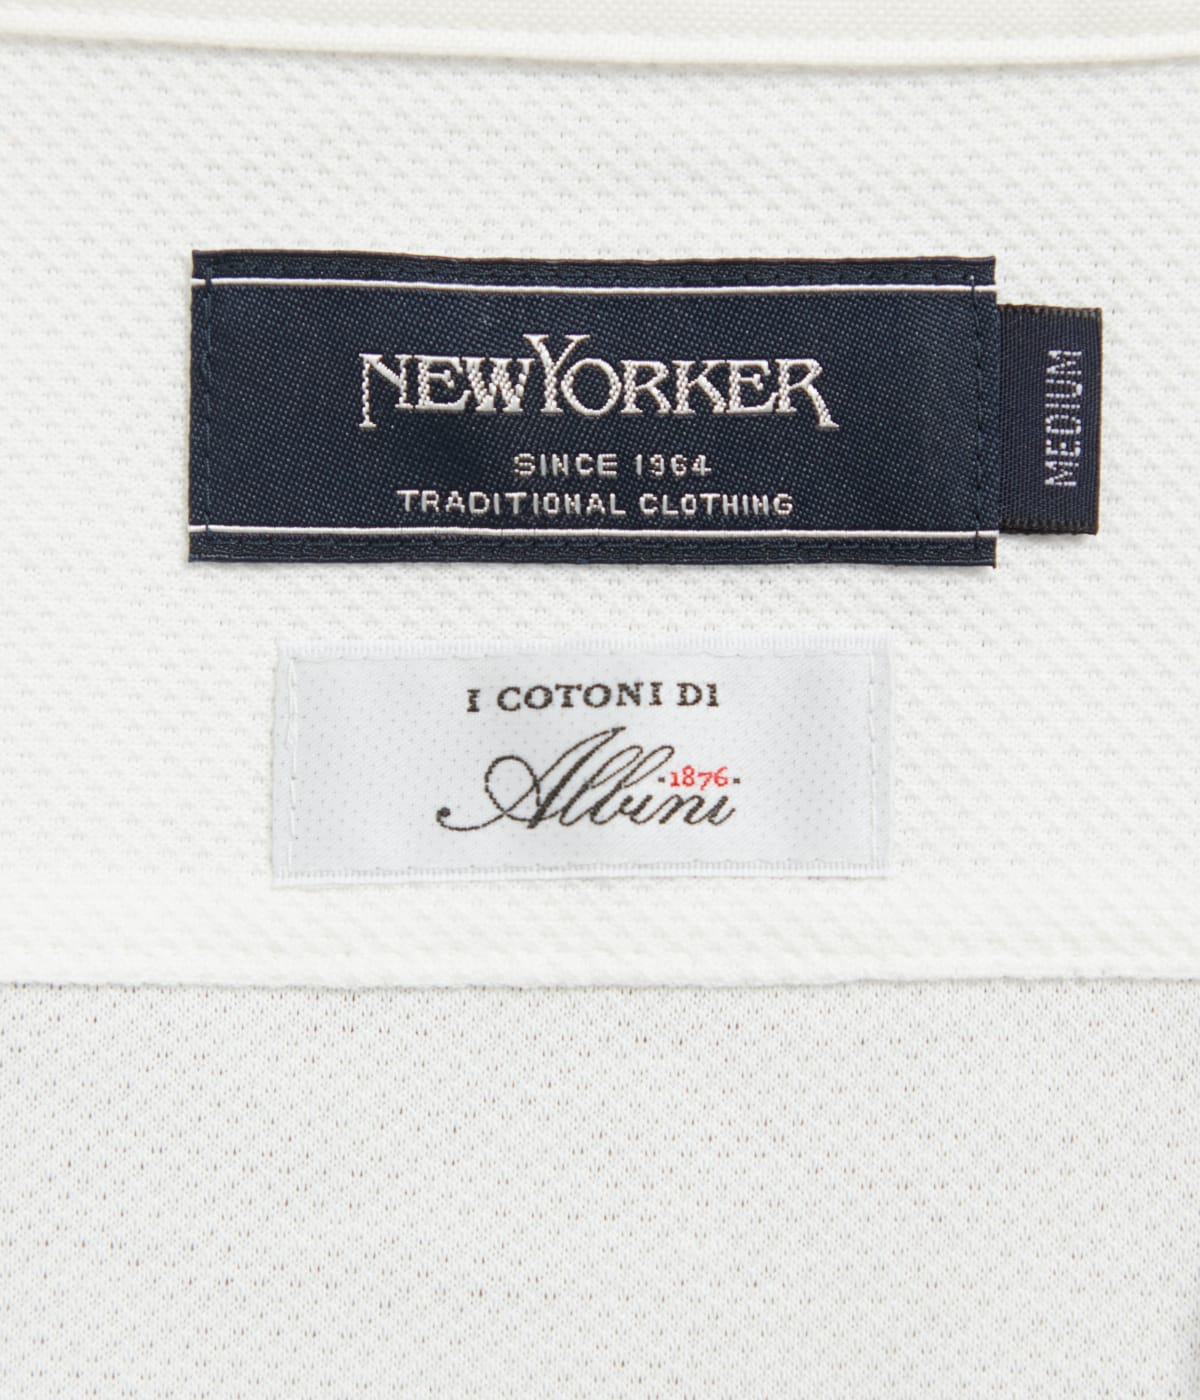 NEWYORKER
SINCE 1964
TRADITIONAL CLOTHING
MEDIUM
I COTONI DI
Albini
·1876·